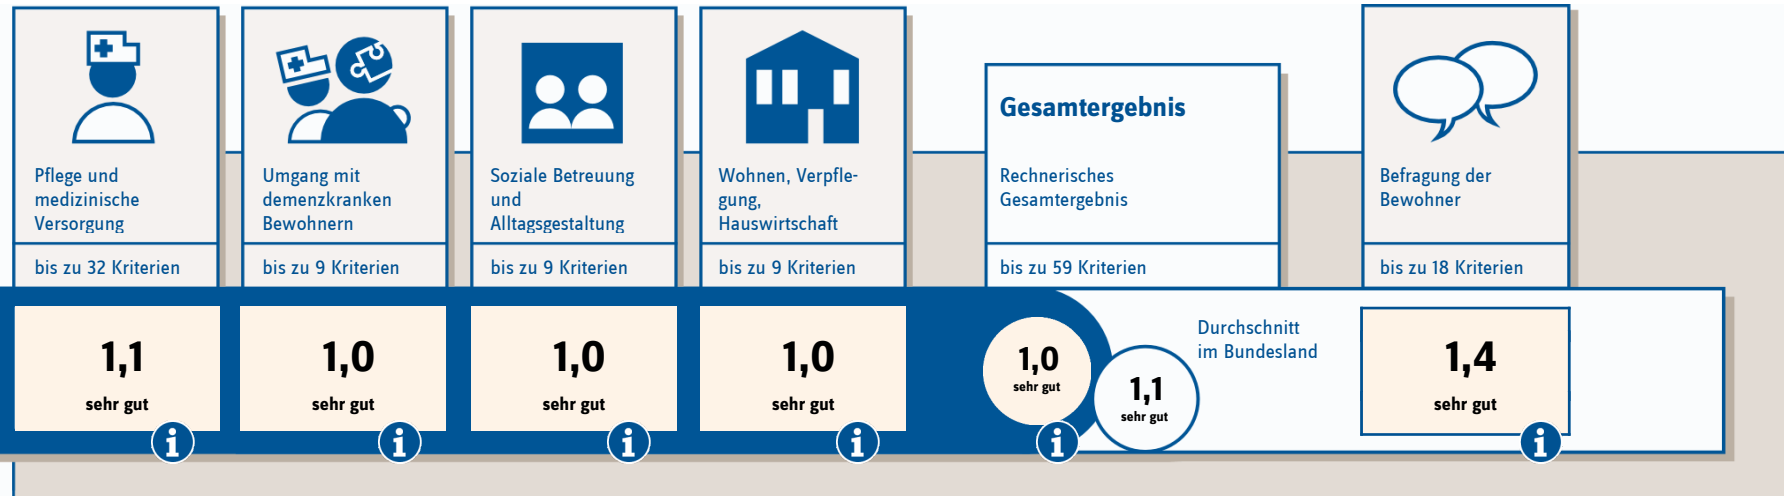 Pflege und
medizinische
Versorgung
bis zu 32 Kriterien
1,1
sehr gut
i
Umgang mit
demenzkranken
Bewohnern
bis zu 9 Kriterien
1,0
sehr gut
i
Soziale Betreuung
und
Alltagsgestaltung
bis zu 9 Kriterien
1,0
sehr gut
i
Wohnen, Verpfle-
gung,
Hauswirtschaft
bis zu 9 Kriterien
1,0
sehr gut
i
Gesamtergebnis
Rechnerisches
Gesamtergebnis
bis zu 59 Kriterien
1,0
sehr gut
i
1,1
sehr gut
Durchschnitt
im Bundesland
Befragung der
Bewohner
bis zu 18 Kriterien
1,4
sehr gut
i